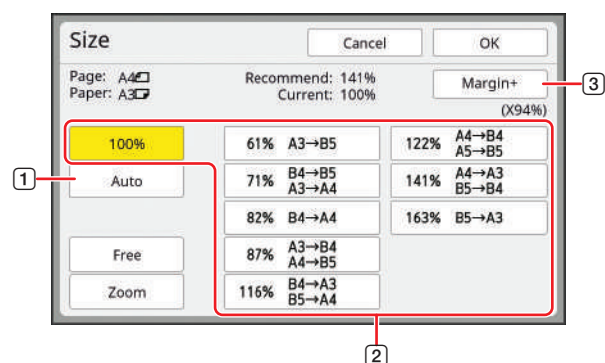 Size
Cancel
OK
Page: A4
Paper: A3
Recommend: 141%
Current: 100%
Margin+
(X94%)
3
100%
61% A3→B5
122% A4→B4
A5→B5
1
Auto
71% B4→B5
A3→A4
141% A4→A3
B5→B4
82% B4→A4
163% B5→A3
Free
87% A3→B4
A4→B5
Zoom
116% B4→A3
B5→A4
2